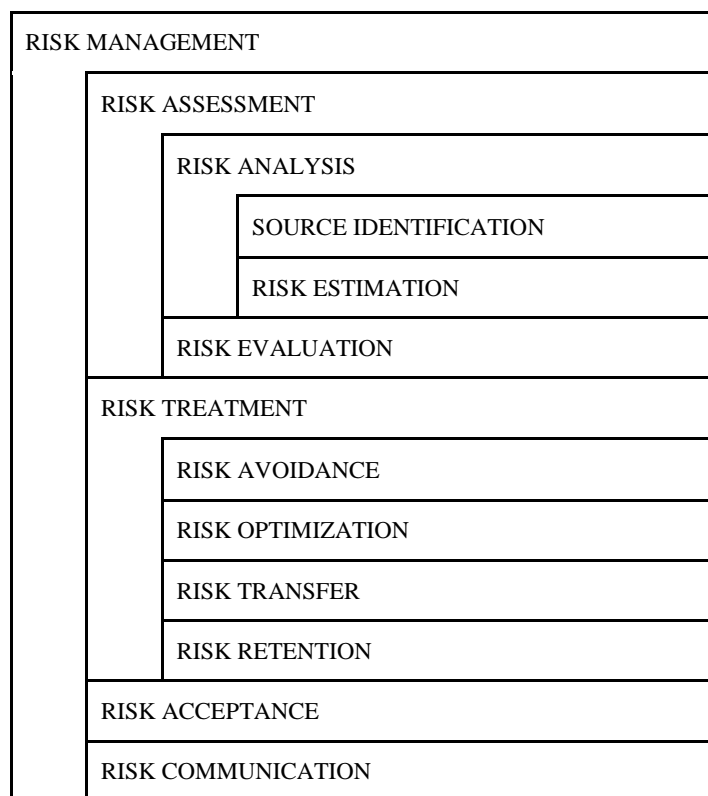 RISK MANAGEMENT
RISK ASSESSMENT
RISK ANALYSIS
SOURCE IDENTIFICATION
RISK ESTIMATION
RISK EVALUATION
RISK TREATMENT
RISK AVOIDANCE
RISK OPTIMIZATION
RISK TRANSFER
RISK RETENTION
RISK ACCEPTANCE
RISK COMMUNICATION